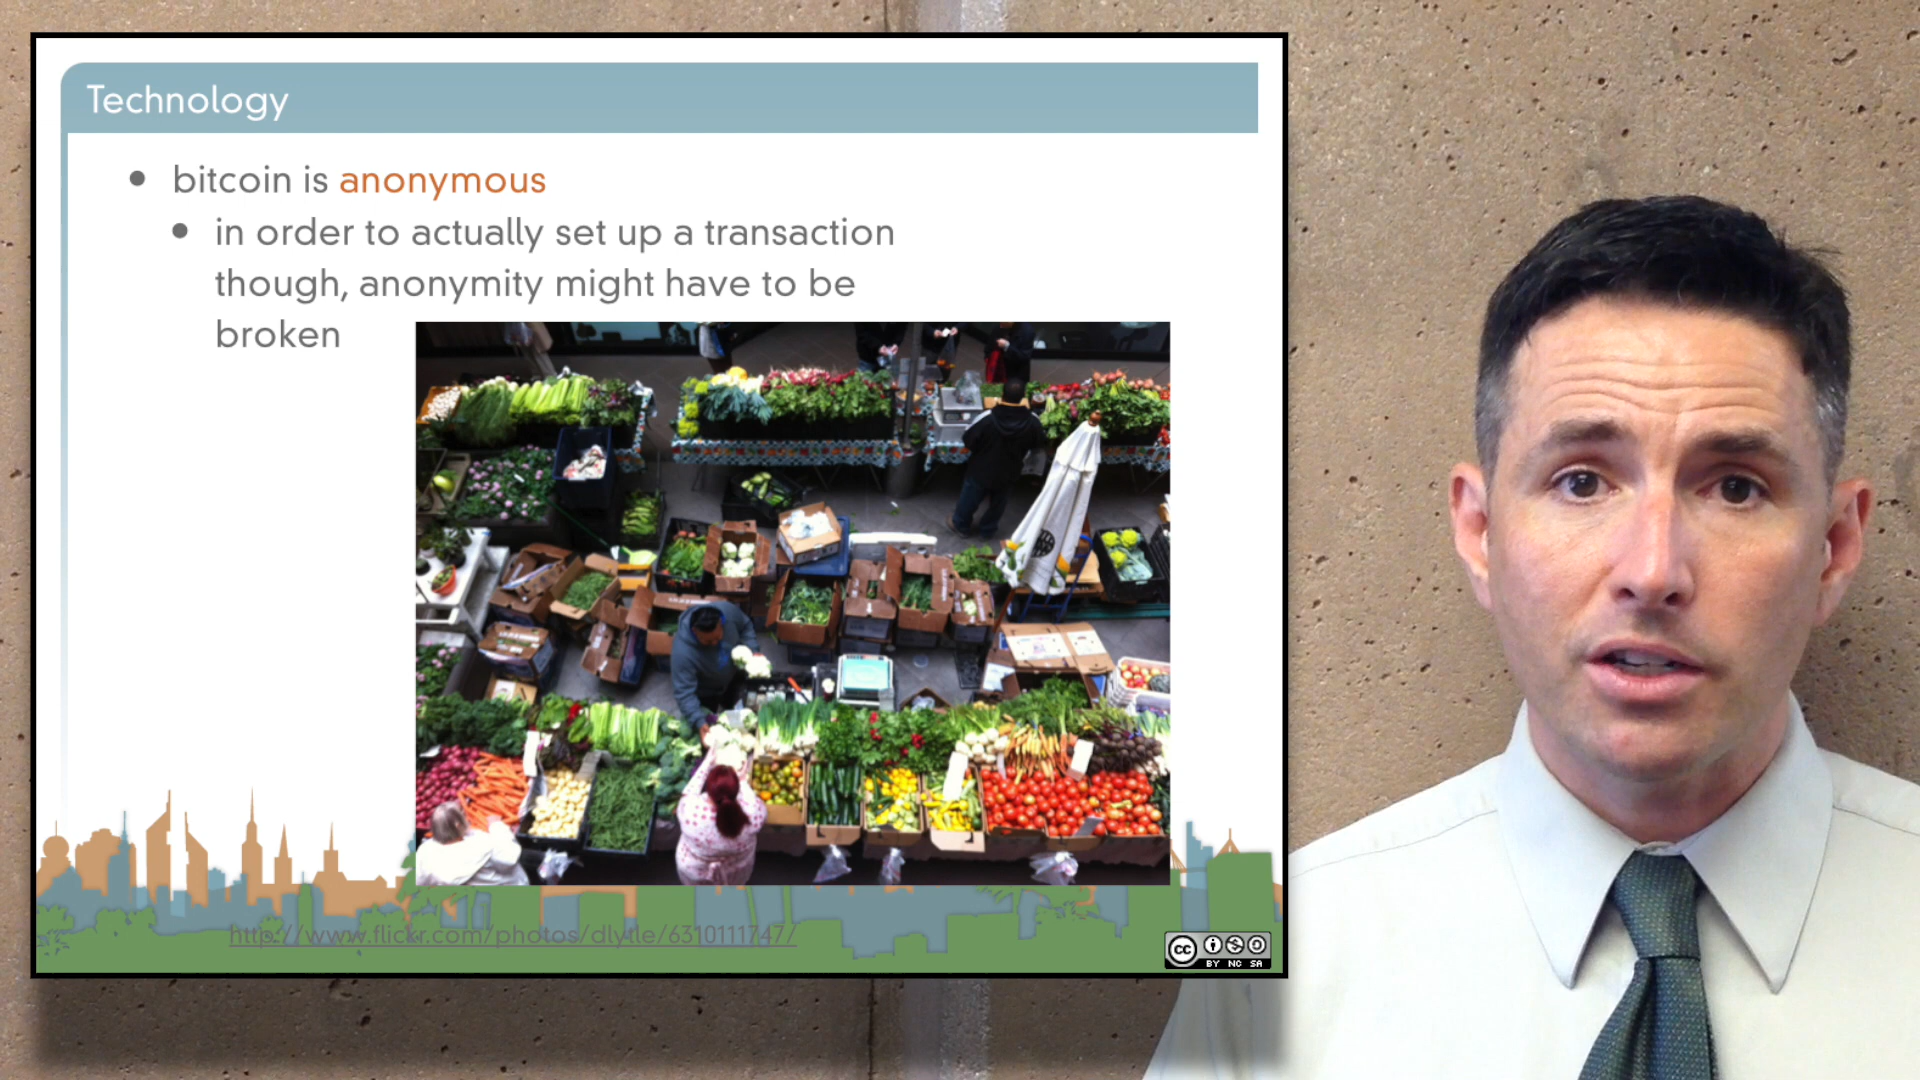 Technology
bitcoin is anonymous
in order to actually set up a transaction
though, anonymity might have to be
broken
http://www.flickr.com/photos/dlytle/6310111747/
cc
BY NC SA